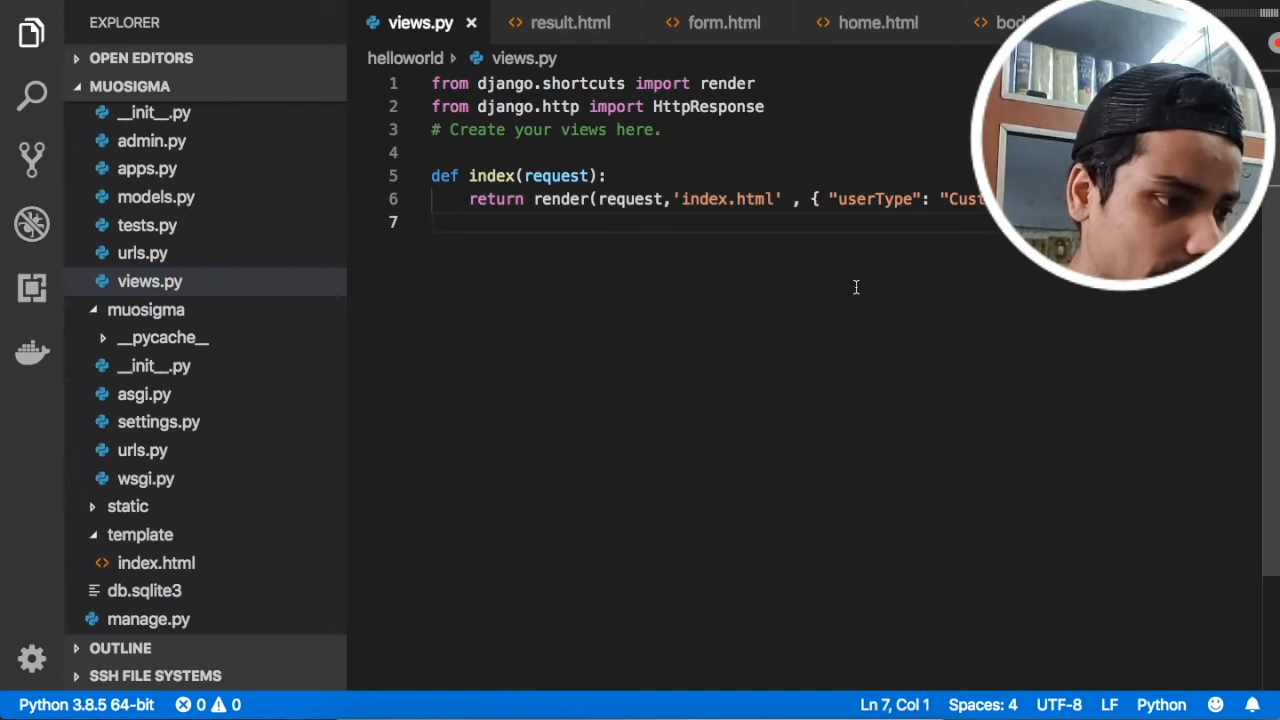 EXPLORER
OPEN EDITORS
MUOSIGMA
__init__.py
admin.py
apps.py
models.py
tests.py
urls.py
views.py
muosigma
__pycache__
__init__.py
asgi.py
settings.py
urls.py
wsgi.py
static
template
index.html
db.sqlite3
manage.py
OUTLINE
SSH FILE SYSTEMS
views.py
result.html
form.html
home.html
helloworld
views.py
1 from django.shortcuts import render
2 from django.http import HttpResponse
3 # Create your views here.
4
5 def index(request):
6 return render(request,'index.html' , { "userType": "Cust
7
Python 3.8.5 64-bit
0
0
Ln 7, Col 1
Spaces: 4
UTF-8
LF
Python